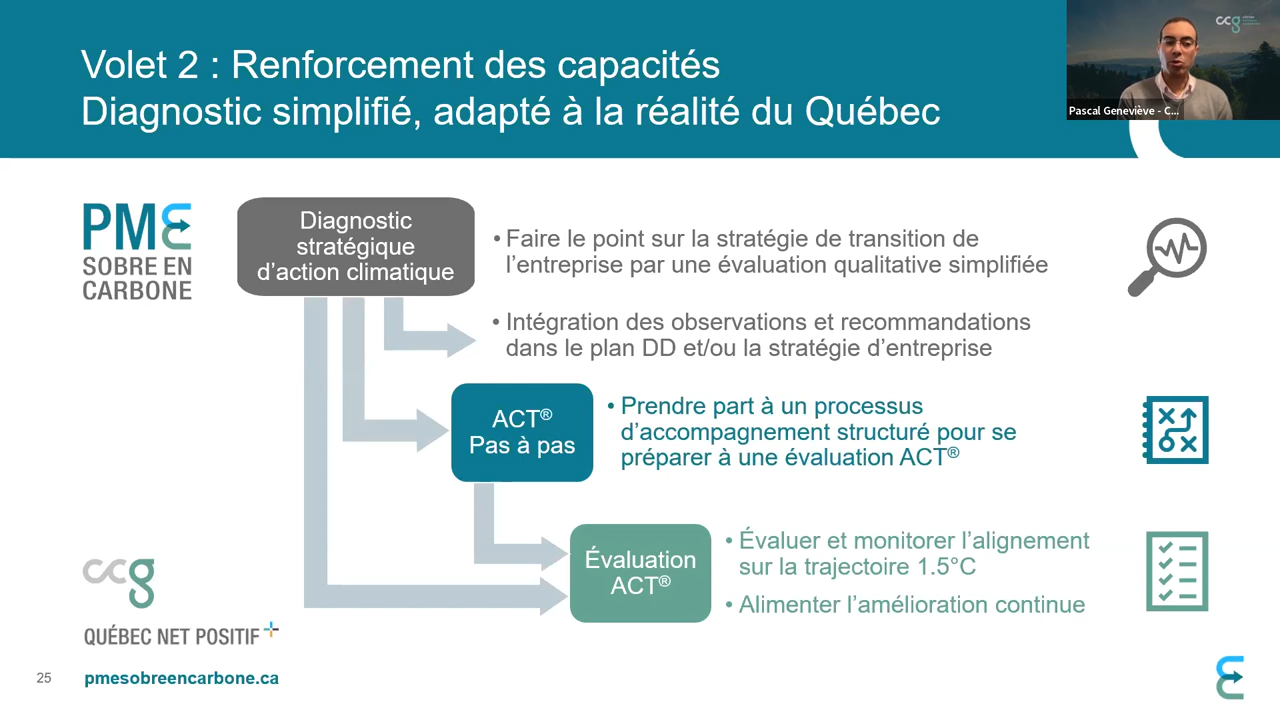 Volet 2 : Renforcement des capacités
Diagnostic simplifié, adapté à la réalité du Québec
ccg
Pascal Geneviève - C...
PME
SOBRE EN
CARBONE
Diagnostic
stratégique
d’action climatique
• Faire le point sur la stratégie de transition de
l’entreprise par une évaluation qualitative simplifiée
• Intégration des observations et recommandations
dans le plan DD et/ou la stratégie d’entreprise
ACT®
Pas à pas
• Prendre part à un processus
d’accompagnement structuré pour se
préparer à une évaluation ACT®
Évaluation
ACT®
• Évaluer et monitorer l’alignement
sur la trajectoire 1.5°C
• Alimenter l’amélioration continue
ccg
QUÉBEC NET POSITIF
25
pmesobreencarbone.ca